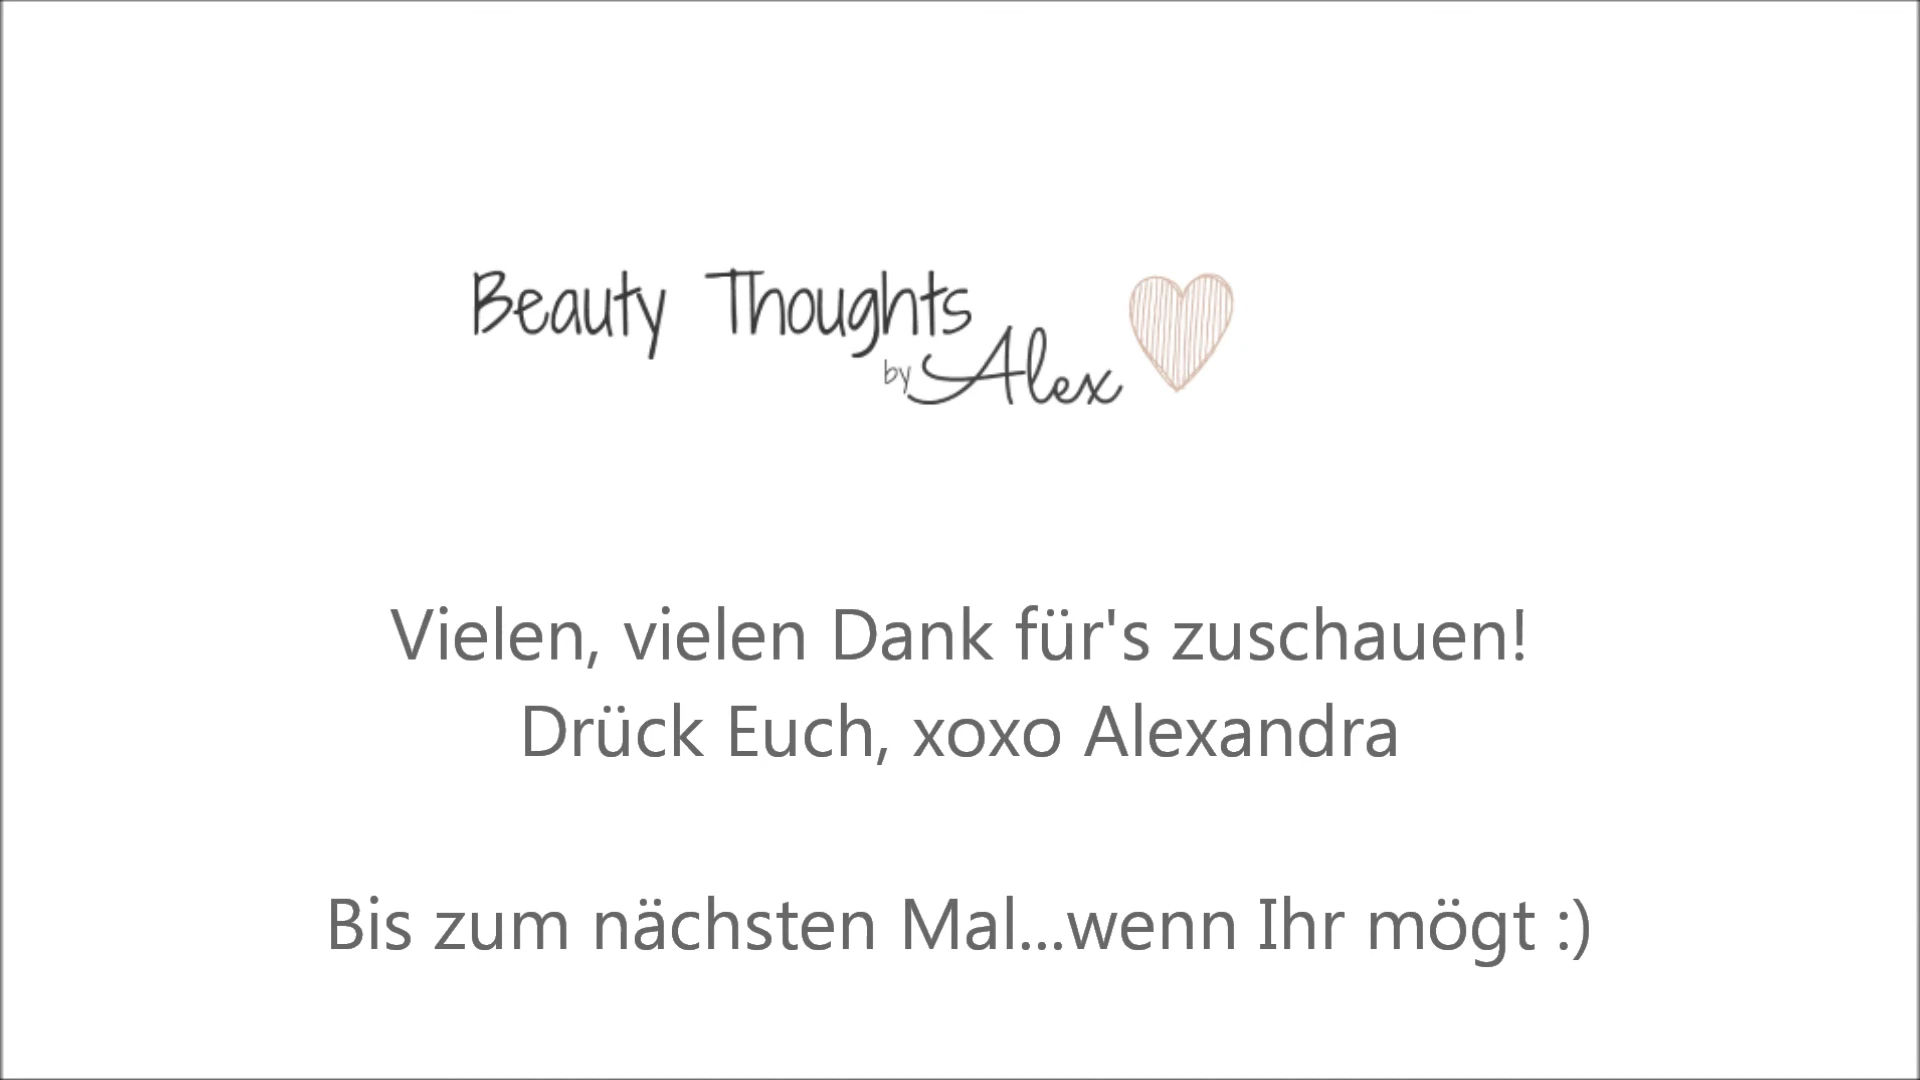 Beauty Thoughts
by Alex
Vielen, vielen Dank für's zuschauen!
Drück Euch, xoxo Alexandra
Bis zum nächsten Mal...wenn Ihr mögt :)